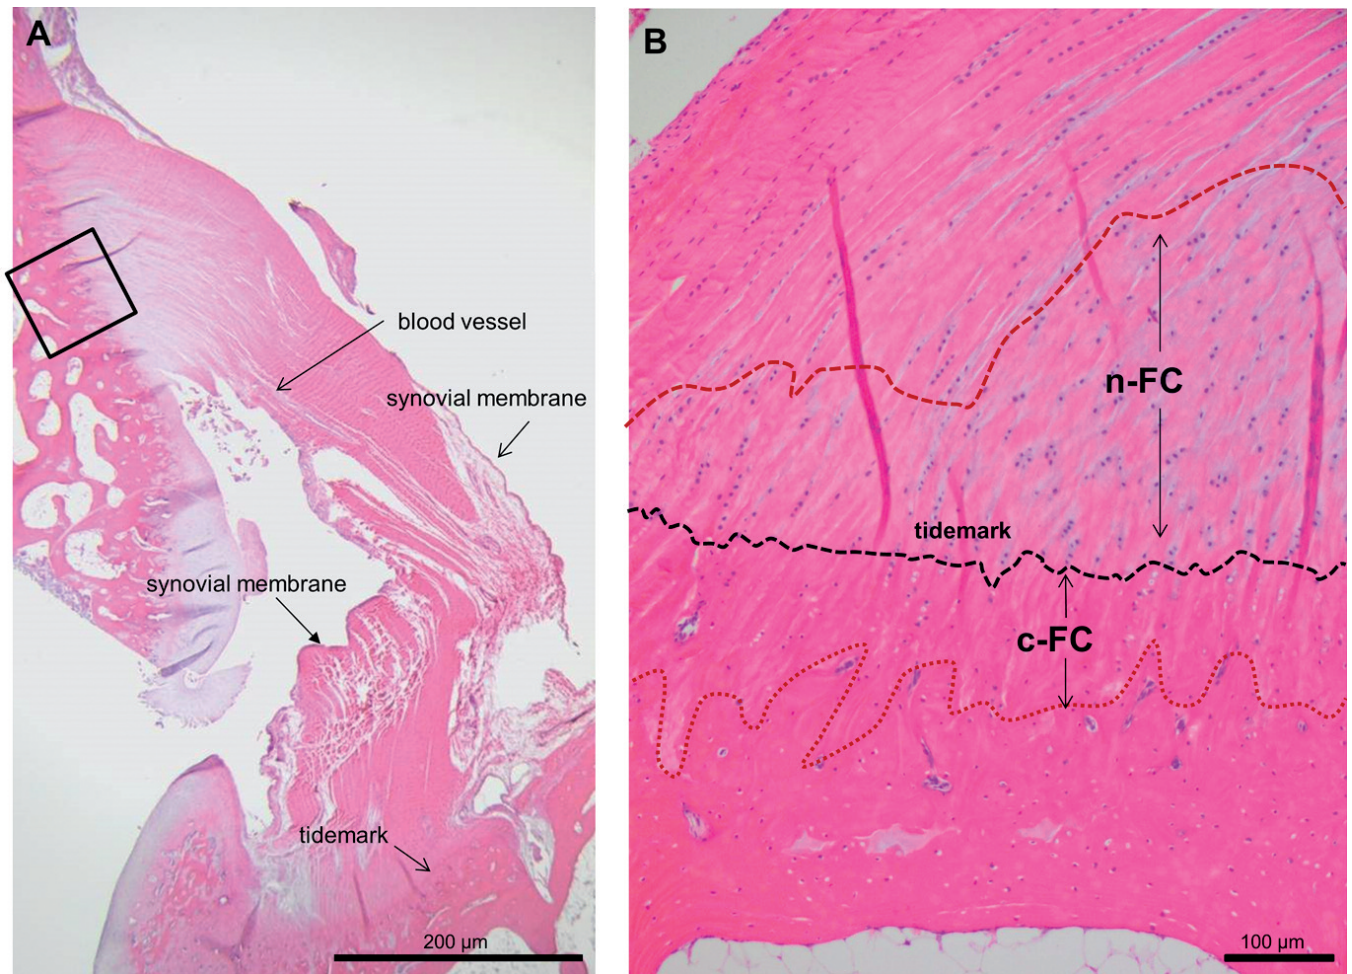 A
blood vessel
synovial membrane
synovial membrane
tidemark
200 µm
B
n-FC
tidemark
c-FC
100 µm